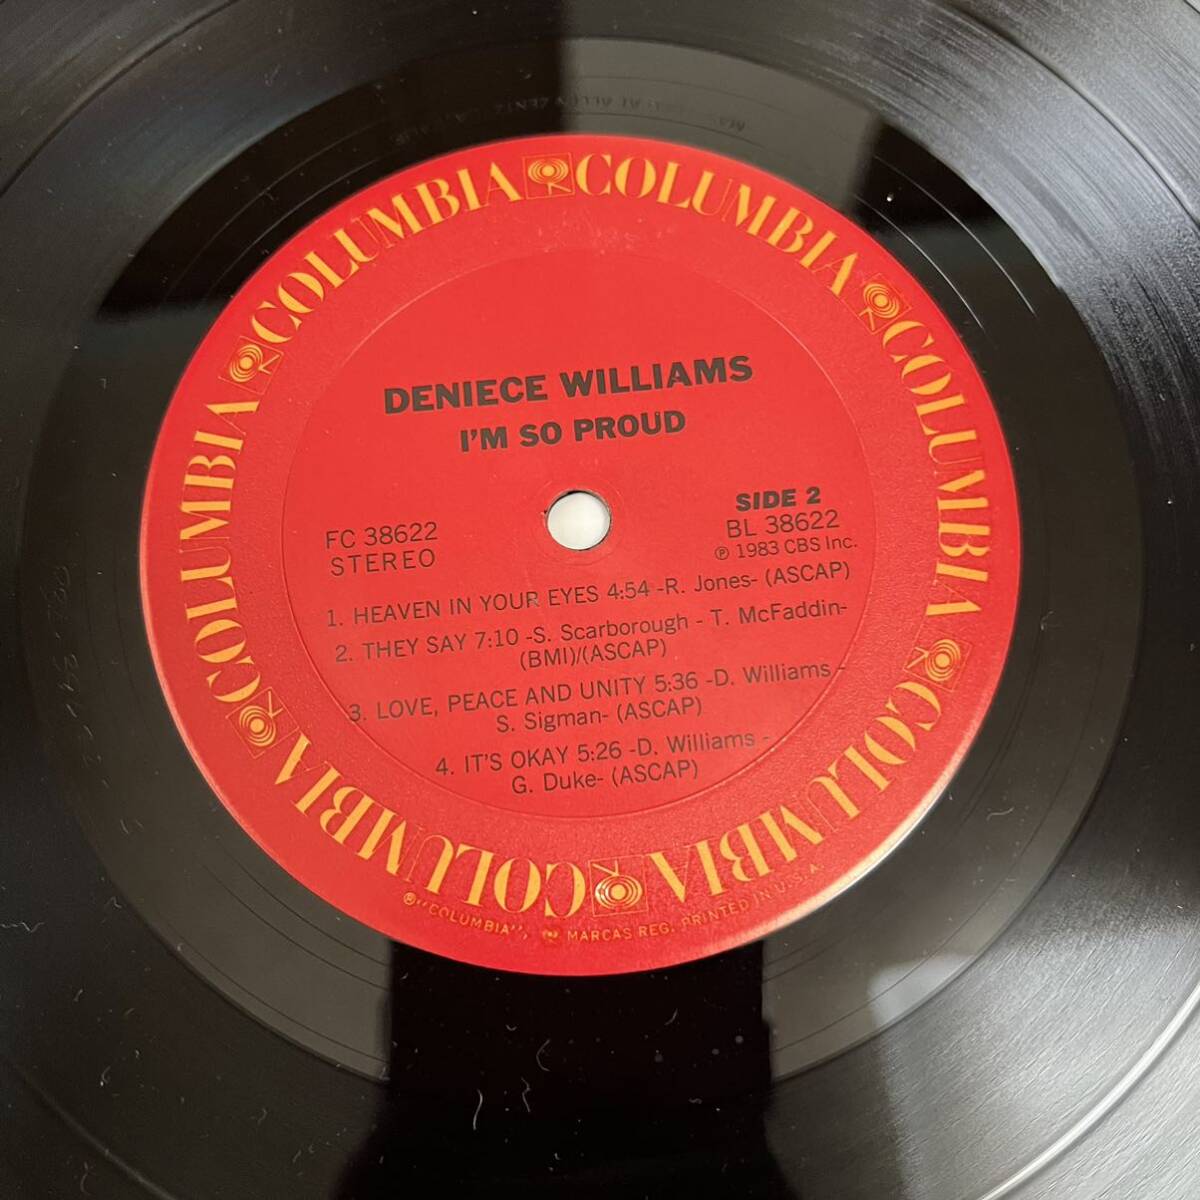 COLUMBIA COLUMBIA COLUMBIA COLUMBIA COLUMBIA COLUMBIA
DENIECE WILLIAMS
I'M SO PROUD
SIDE 2
FC 38622
BL 38622
STEREO
℗ 1983 CBS Inc.
1. HEAVEN IN YOUR EYES 4:54 -R. Jones- (ASCAP)
2. THEY SAY 7:10 -S. Scarborough - T. McFaddin-
(BMI)/(ASCAP)
3. LOVE, PEACE AND UNITY 5:36 -D. Williams -
S. Sigman- (ASCAP)
4. IT'S OKAY 5:26 -D. Williams -
G. Duke- (ASCAP)
® "COLUMBIA", MARCAS REG. PRINTED IN U.S.A.